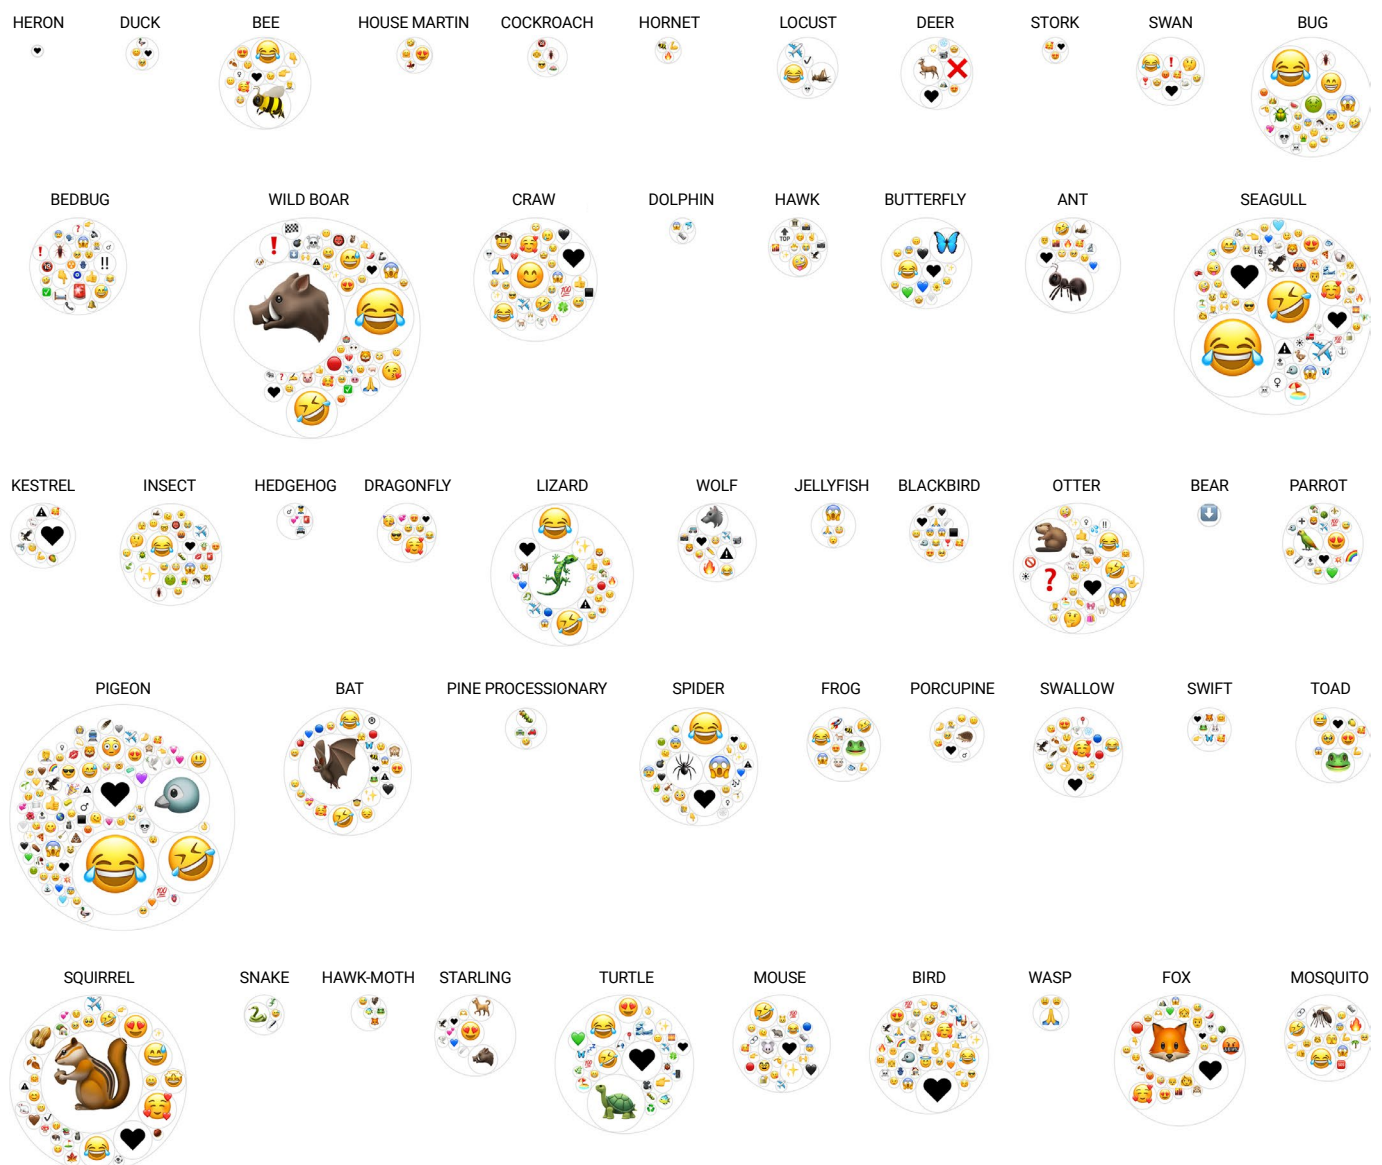 HERON DUCK BEE HOUSE MARTIN COCKROACH HORNET LOCUST DEER STORK SWAN BUG
BEDBUG WILD BOAR CRAW DOLPHIN HAWK BUTTERFLY ANT SEAGULL
KESTREL INSECT HEDGEHOG DRAGONFLY LIZARD WOLF JELLYFISH BLACKBIRD OTTER BEAR PARROT
PIGEON BAT PINE PROCESSIONARY SPIDER FROG PORCUPINE SWALLOW SWIFT TOAD
SQUIRREL SNAKE HAWK-MOTH STARLING TURTLE MOUSE BIRD WASP FOX MOSQUITO